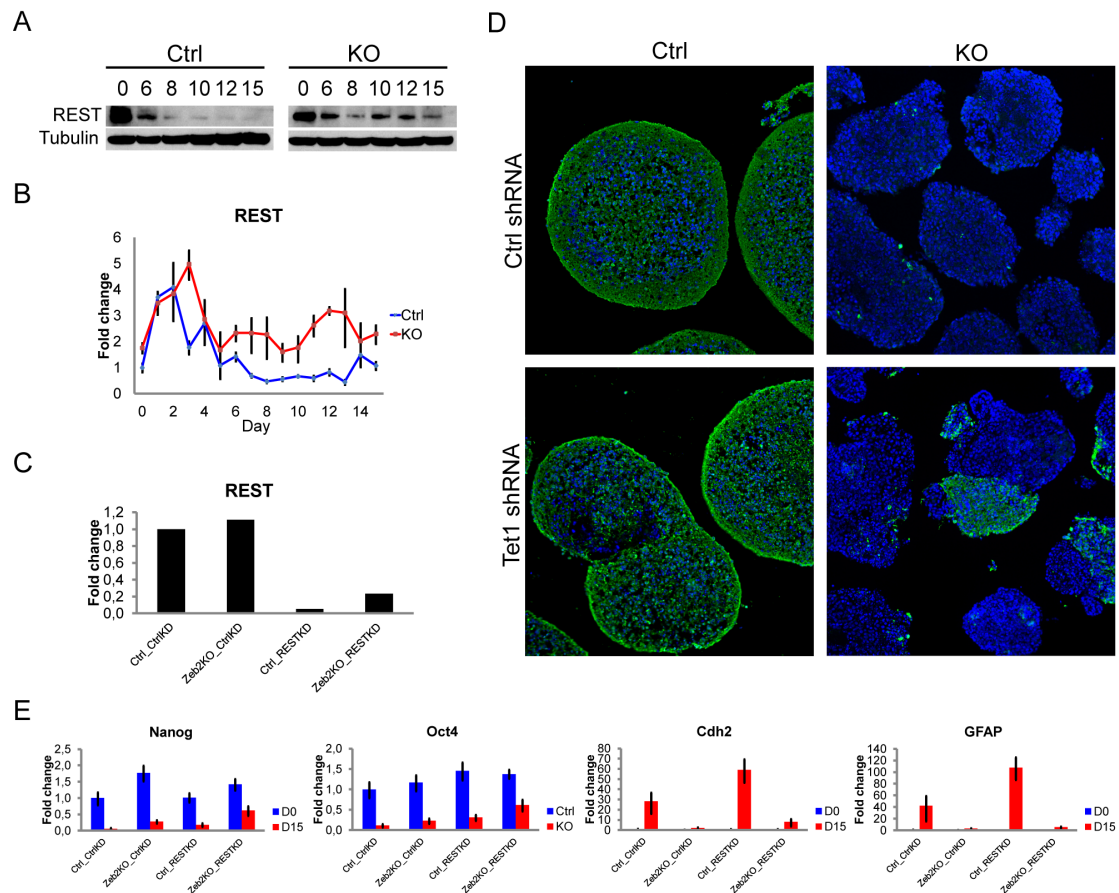 A
Ctrl KO
0 6 8 10 12 15 0 6 8 10 12 15
REST
Tubulin
B
REST
Fold change
6
5
4
3
2
1
0
0 2 4 6 8 10 12 14
Day
Ctrl
KO
C
REST
Fold change
1,2
1,0
0,8
0,6
0,4
0,2
0,0
Ctrl_CtrlKD
Zeb2KO_CtrlKD
Ctrl_RESTKD
Zeb2KO_RESTKD
D
Ctrl KO
Ctrl shRNA
Tet1 shRNA
E
Nanog
Fold change
2,5
2,0
1,5
1,0
0,5
0,0
Ctrl_CtrlKD
Zeb2KO_CtrlKD
Ctrl_RESTKD
Zeb2KO_RESTKD
D0
D15
Oct4
Fold change
1,5
1,0
0,5
0,0
Ctrl_CtrlKD
Zeb2KO_CtrlKD
Ctrl_RESTKD
Zeb2KO_RESTKD
Ctrl
KO
Cdh2
Fold change
80
70
60
50
40
30
20
10
0
Ctrl_CtrlKD
Zeb2KO_CtrlKD
Ctrl_RESTKD
Zeb2KO_RESTKD
D0
D15
GFAP
Fold change
140
120
100
80
60
40
20
0
Ctrl_CtrlKD
Zeb2KO_CtrlKD
Ctrl_RESTKD
Zeb2KO_RESTKD
D0
D15